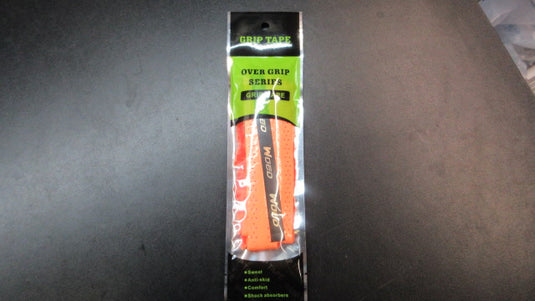 GRIP TAPE
OVER GRIP
SERIES
GRIP TAPE
Sweat
Anti-skid
Comfort
Shock absorbers